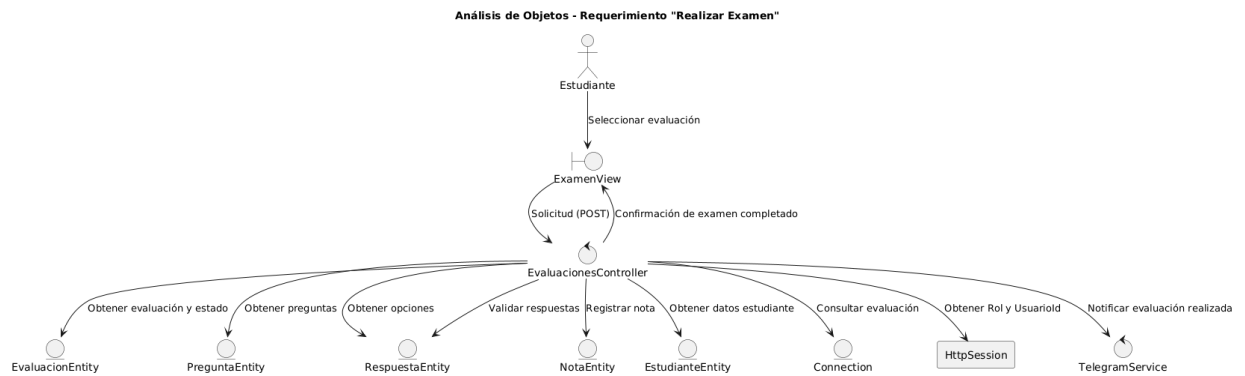 Análisis de Objetos - Requerimiento "Realizar Examen"
Estudiante
Seleccionar evaluación
ExamenView
Solicitud (POST)
Confirmación de examen completado
EvaluacionesController
Obtener evaluación y estado
Obtener preguntas
Obtener opciones
Validar respuestas
Registrar nota
Obtener datos estudiante
Consultar evaluación
Obtener Rol y UsuarioId
Notificar evaluación realizada
EvaluacionEntity
PreguntaEntity
RespuestaEntity
NotaEntity
EstudianteEntity
Connection
HttpSession
TelegramService